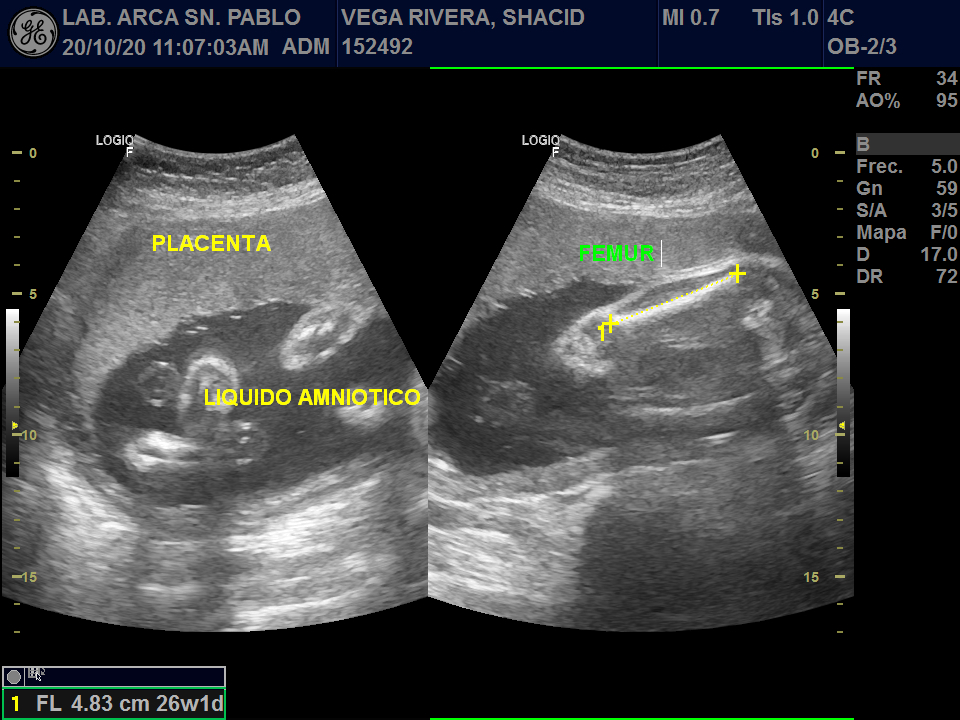 LAB. ARCA SN. PABLO
20/10/20 11:07:03AM ADM
VEGA RIVERA, SHACID
152492
MI 0.7 TIs 1.0
4C
OB-2/3
FR 34
AO% 95
B
Frec. 5.0
Gn 59
S/A 3/5
Mapa F/0
D 17.0
DR 72
LOGIQ
F
0
5
10
15
PLACENTA
LIQUIDO AMNIOTICO
LOGIQ
F
0
5
10
15
FEMUR
1
1 FL 4.83 cm 26w1d